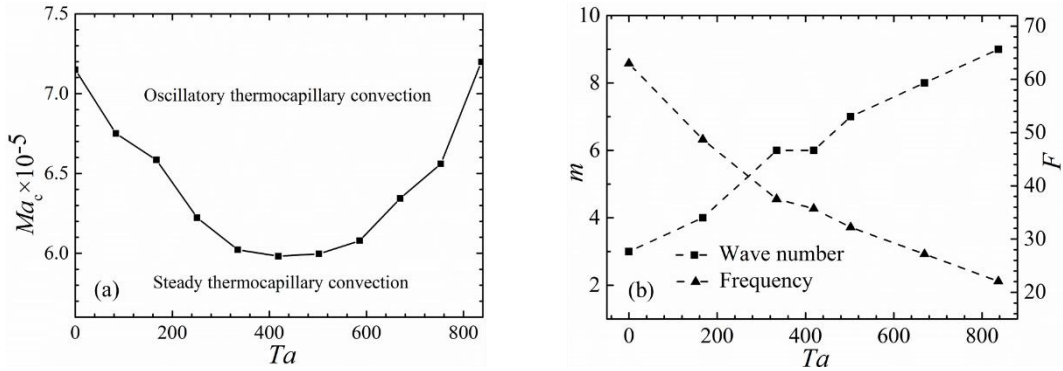 7.5
7.0
6.5
6.0
Ma_c×10^-5
Oscillatory thermocapillary convection
(a)
Steady thermocapillary convection
0 200 400 600 800
Ta
10
8
6
4
2
m
Wave number
Frequency
(b)
70
60
50
40
30
20
F
0 200 400 600 800
Ta